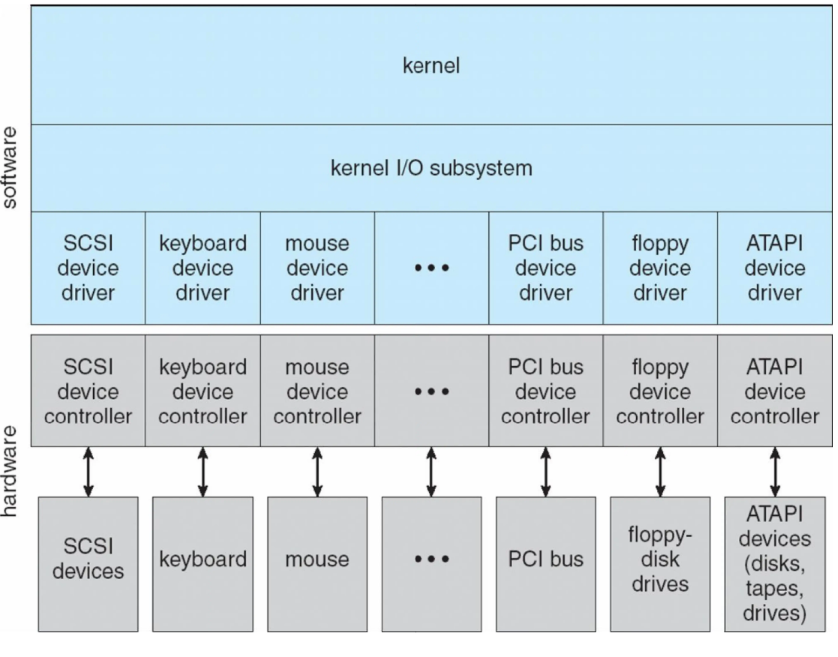 kernel
software
kernel I/O subsystem
SCSI
device
driver
keyboard
device
driver
mouse
device
driver
•••
PCI bus
device
driver
floppy
device
driver
ATAPI
device
driver
hardware
SCSI
device
controller
keyboard
device
controller
mouse
device
controller
•••
PCI bus
device
controller
floppy
device
controller
ATAPI
device
controller
SCSI
devices
keyboard
mouse
•••
PCI bus
floppy-
disk
drives
ATAPI
devices
(disks,
tapes,
drives)